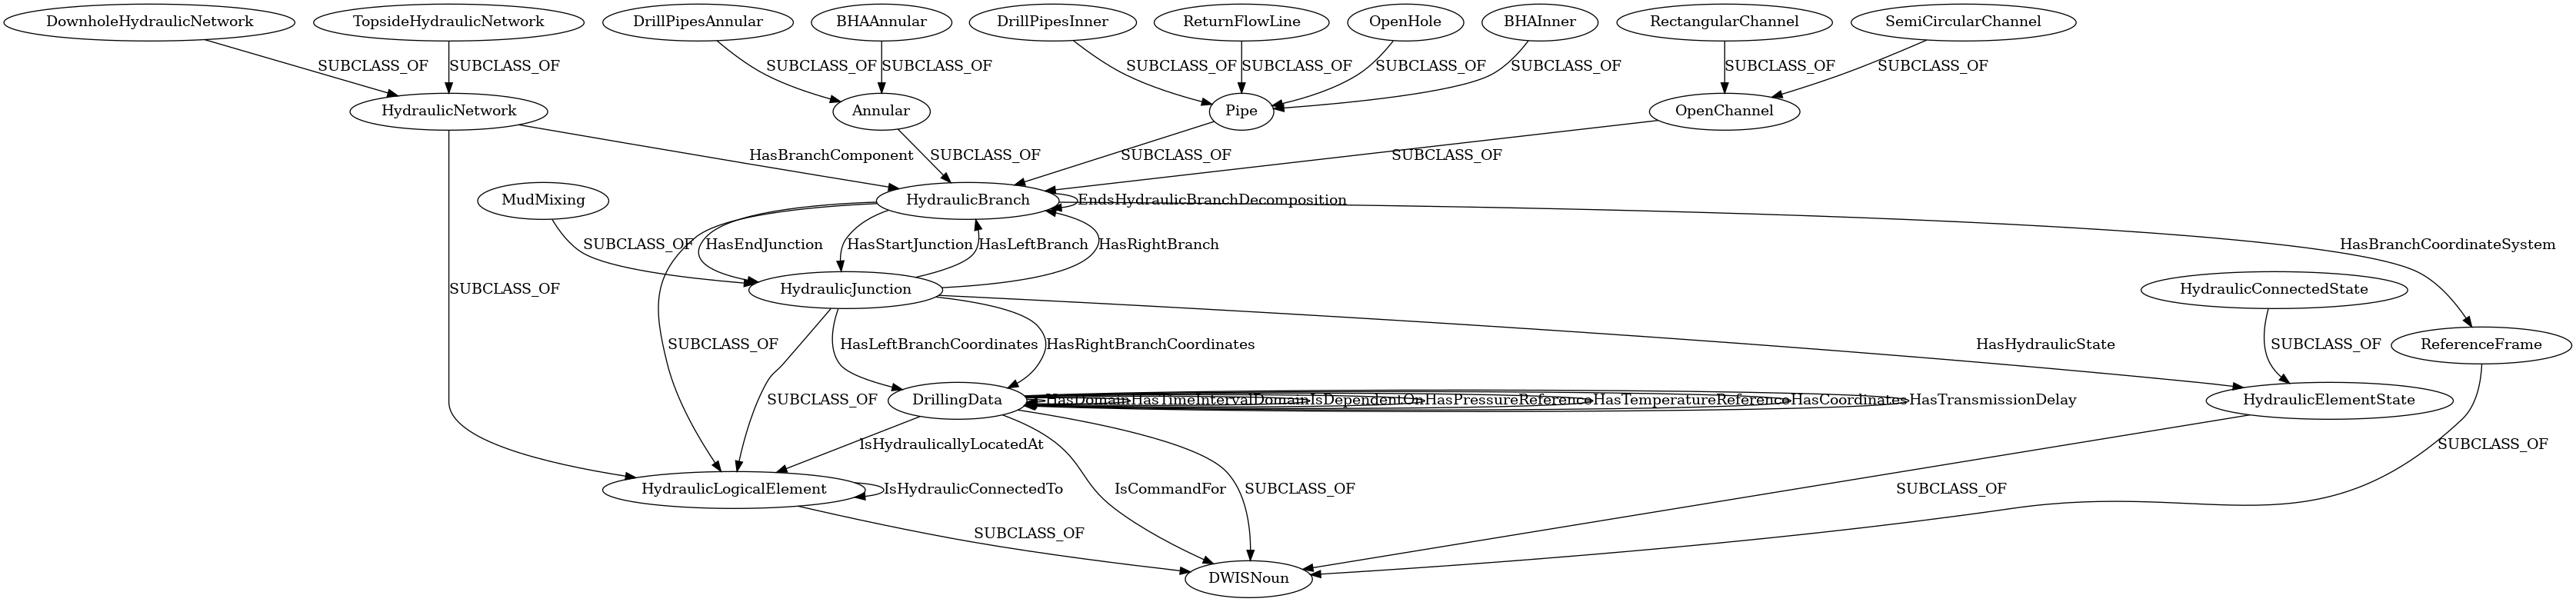 DownholeHydraulicNetwork
TopsideHydraulicNetwork
DrillPipesAnnular
BHAAnnular
DrillPipesInner
ReturnFlowLine
OpenHole
BHAInner
RectangularChannel
SemiCircularChannel
SUBCLASS_OF
SUBCLASS_OF
SUBCLASS_OF
SUBCLASS_OF
SUBCLASS_OF
SUBCLASS_OF
SUBCLASS_OF
SUBCLASS_OF
SUBCLASS_OF
SUBCLASS_OF
HydraulicNetwork
Annular
Pipe
OpenChannel
HasBranchComponent
SUBCLASS_OF
SUBCLASS_OF
SUBCLASS_OF
MudMixing
HydraulicBranch
EndsHydraulicBranchDecomposition
SUBCLASS_OF
HasEndJunction
HasStartJunction
HasLeftBranch
HasRightBranch
HasBranchCoordinateSystem
SUBCLASS_OF
HydraulicJunction
HydraulicConnectedState
SUBCLASS_OF
HasLeftBranchCoordinates
HasRightBranchCoordinates
HasHydraulicState
SUBCLASS_OF
ReferenceFrame
SUBCLASS_OF
DrillingData
HasDomain
HasTimeIntervalDomain
IsDependentOn
HasPressureReference
HasTemperatureReference
HasCoordinates
HasTransmissionDelay
HydraulicElementState
IsHydraulicallyLocatedAt
SUBCLASS_OF
HydraulicLogicalElement
IsHydraulicConnectedTo
IsCommandFor
SUBCLASS_OF
SUBCLASS_OF
SUBCLASS_OF
DWISNoun